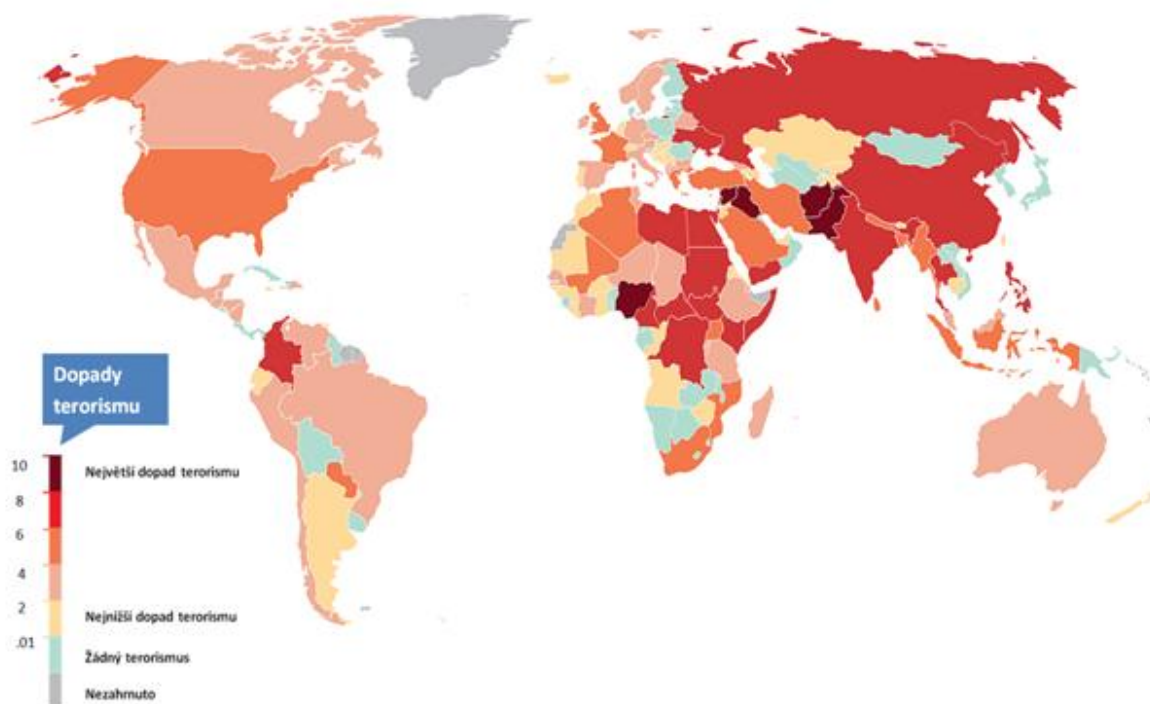 Dopady
terorismu
10
Největší dopad terorismu
8
6
4
2
Nejnižší dopad terorismu
.01
Žádný terorismus
Nezahrnuto